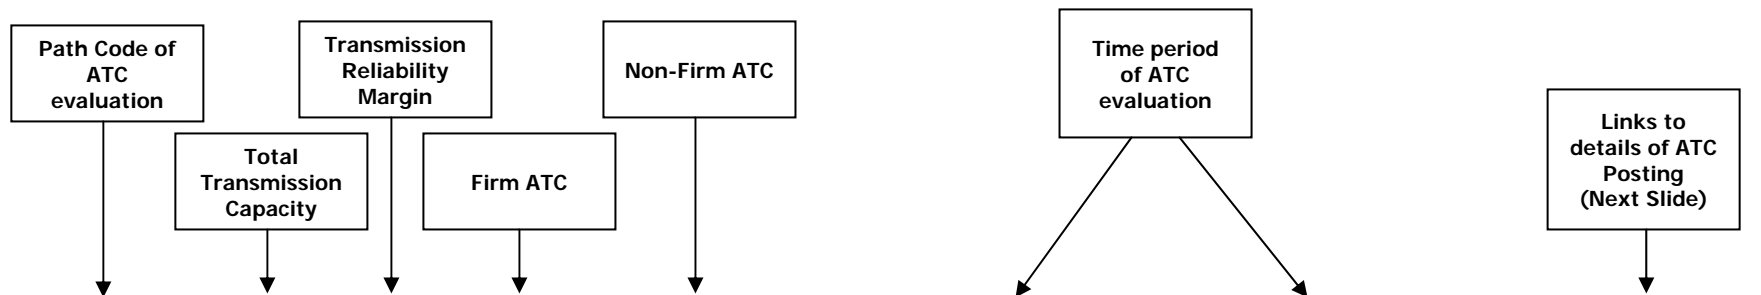 Path Code of
ATC
evaluation
Total
Transmission
Capacity
Transmission
Reliability
Margin
Firm ATC
Non-Firm ATC
Time period
of ATC
evaluation
Links to
details of ATC
Posting
(Next Slide)